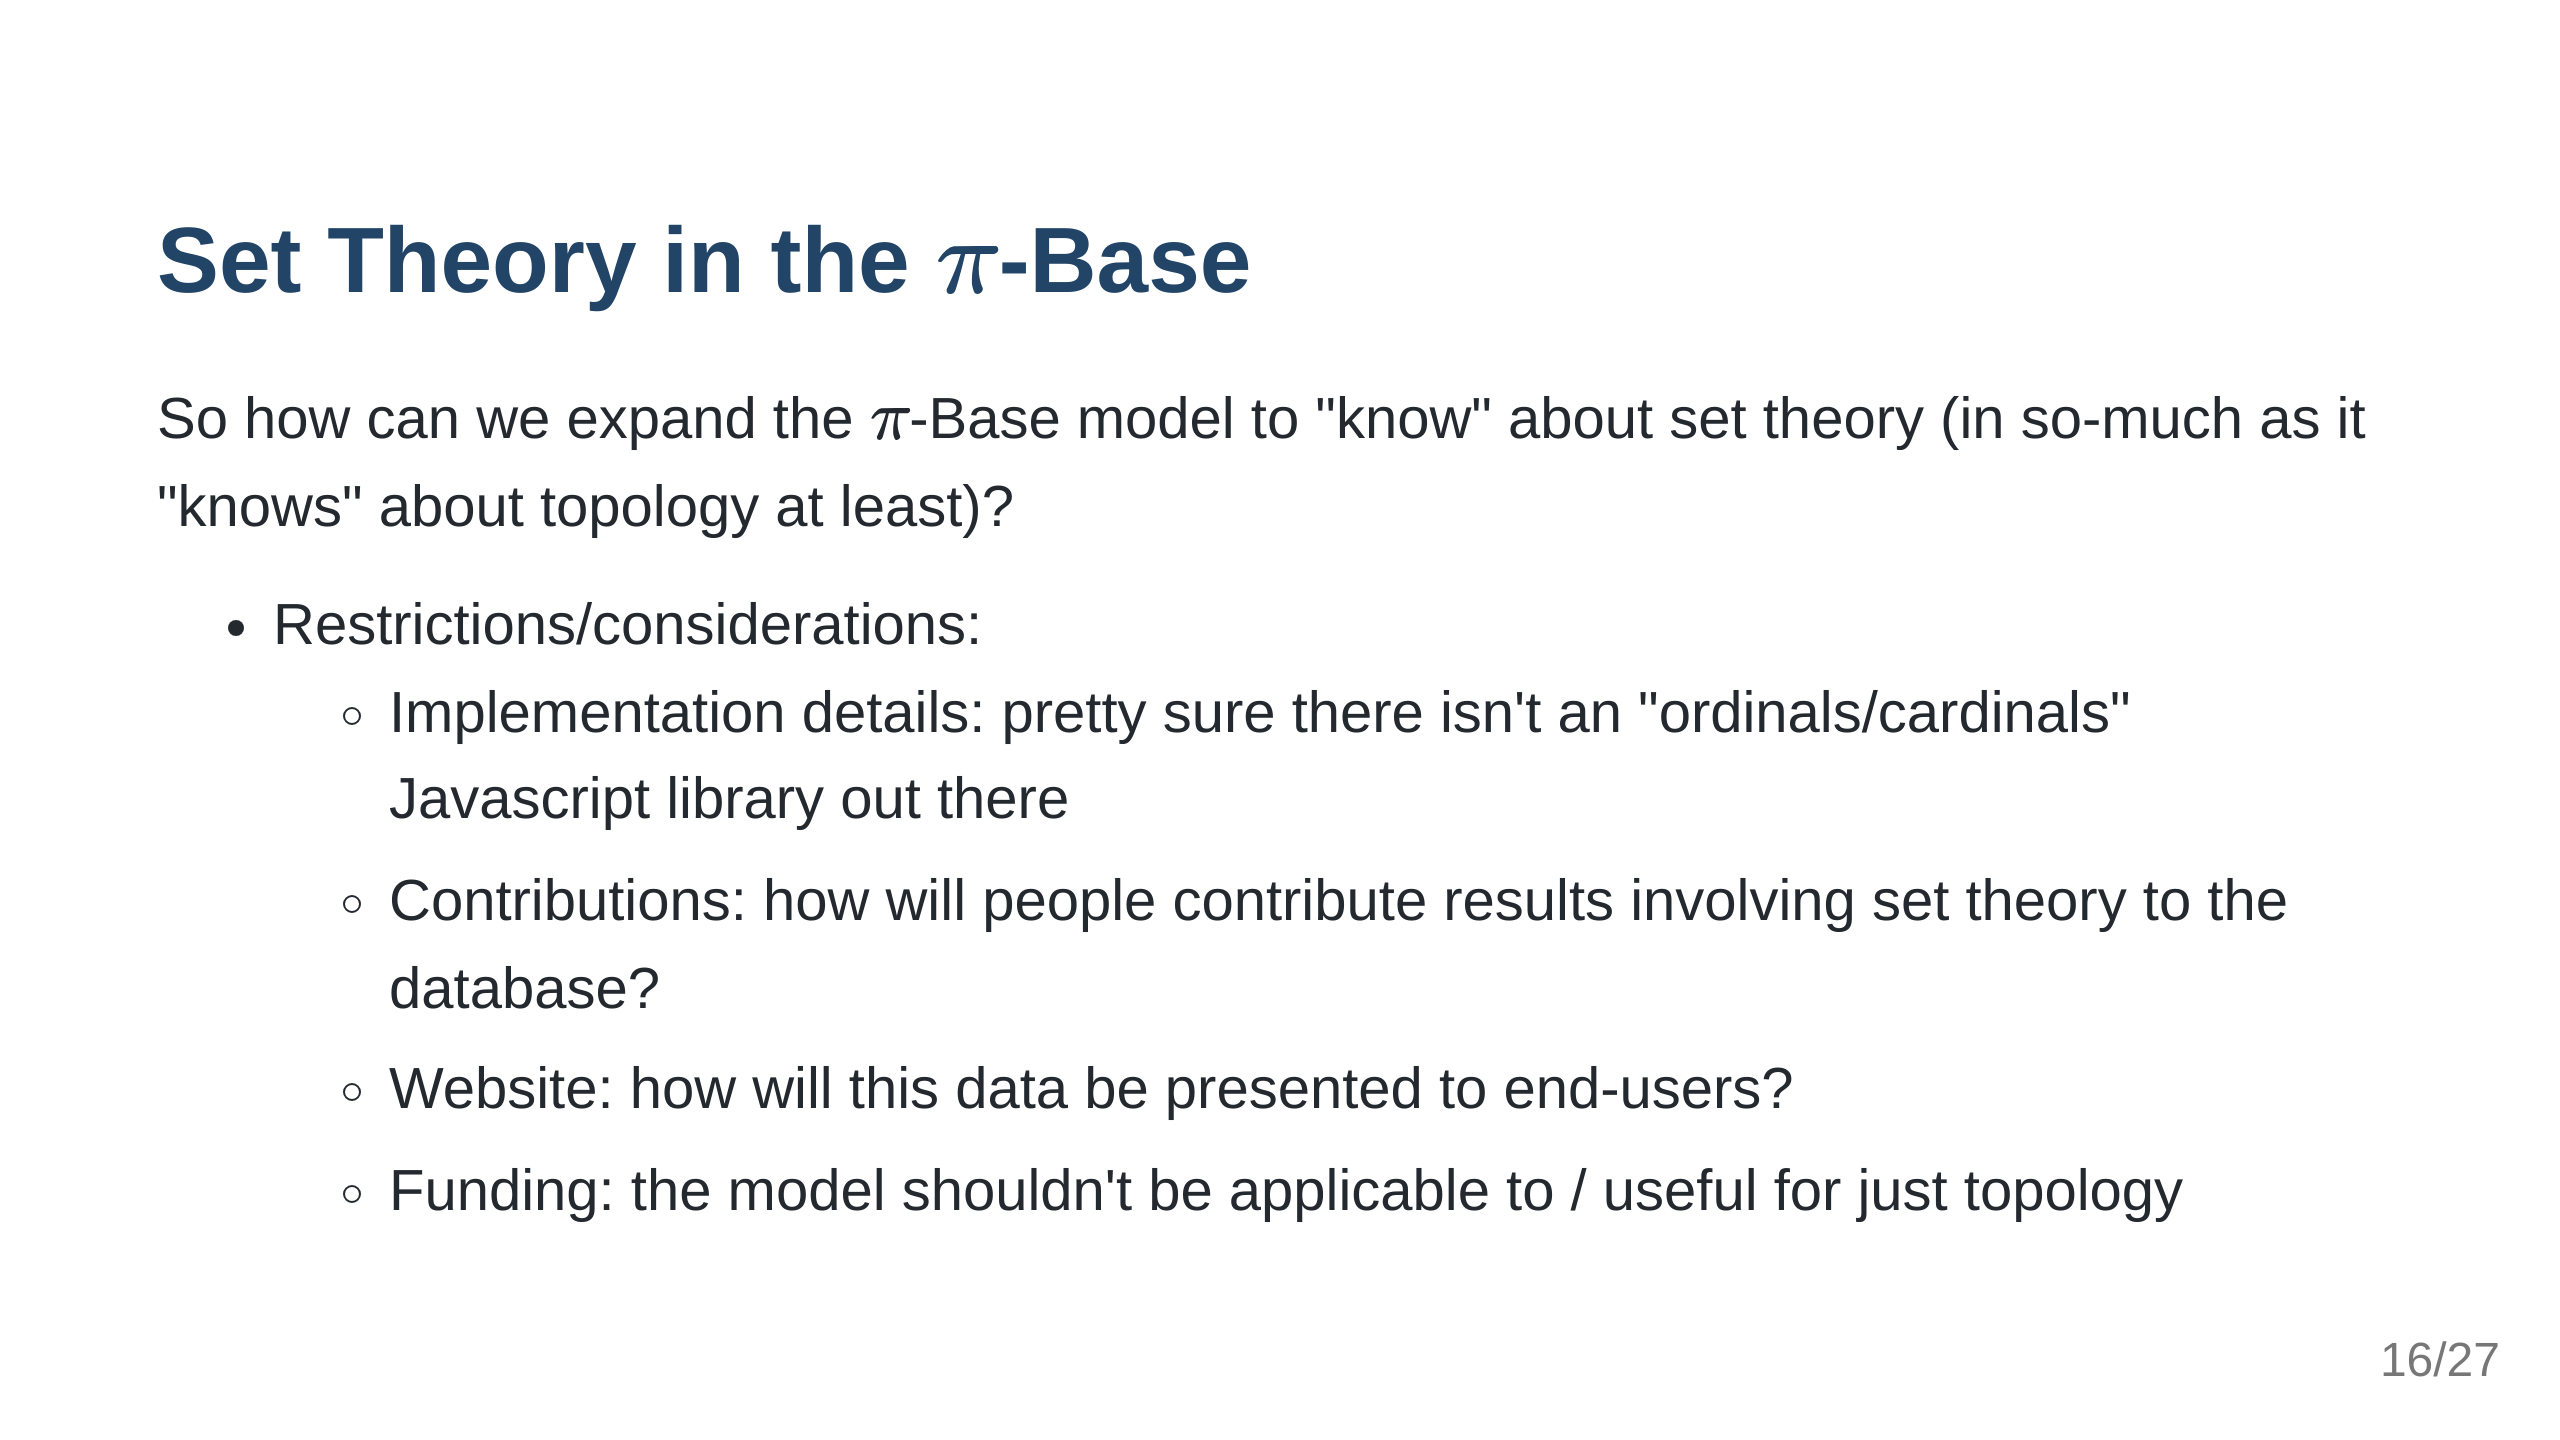 Set Theory in the π-Base
So how can we expand the π-Base model to "know" about set theory (in so-much as it
"knows" about topology at least)?
• Restrictions/considerations:
○ Implementation details: pretty sure there isn't an "ordinals/cardinals"
Javascript library out there
○ Contributions: how will people contribute results involving set theory to the
database?
○ Website: how will this data be presented to end-users?
○ Funding: the model shouldn't be applicable to / useful for just topology
16/27